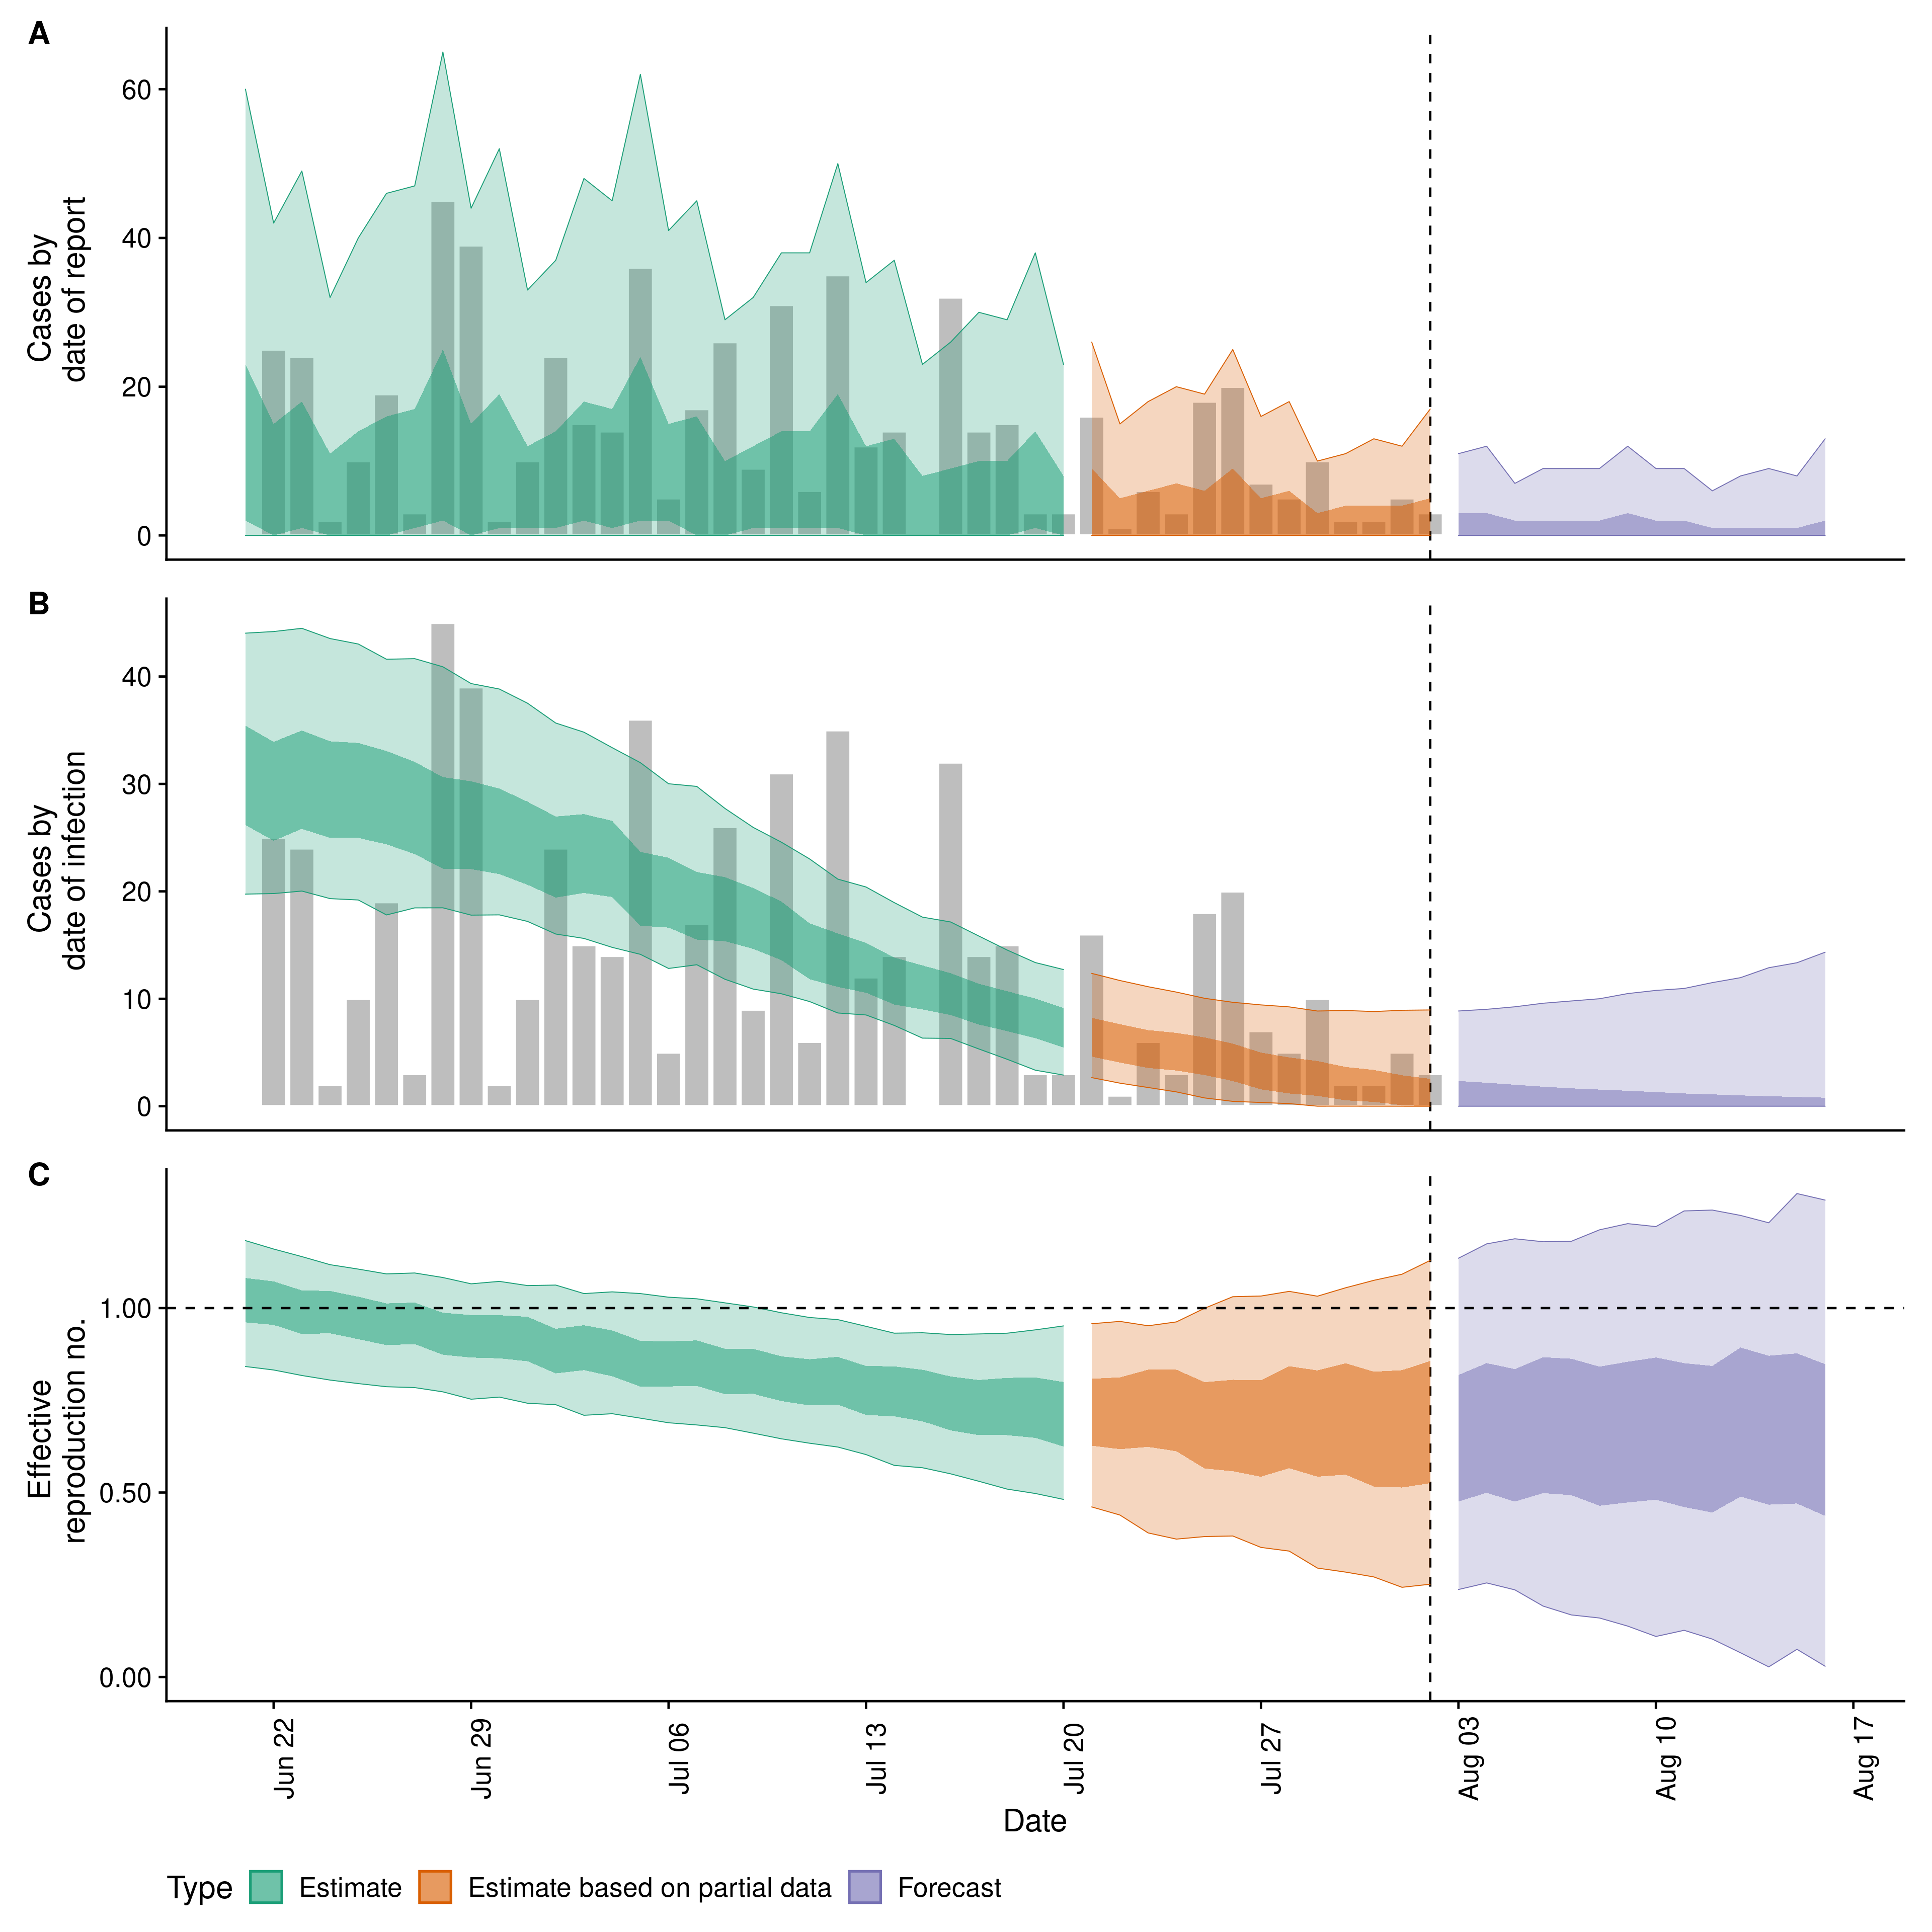 A
60
40
20
0
Cases by
date of report
B
40
30
20
10
0
Cases by
date of infection
C
1.00
0.50
0.00
Effective
reproduction no.
Jun 22
Jun 29
Jul 06
Jul 13
Jul 20
Jul 27
Aug 03
Aug 10
Aug 17
Date
Type
Estimate
Estimate based on partial data
Forecast